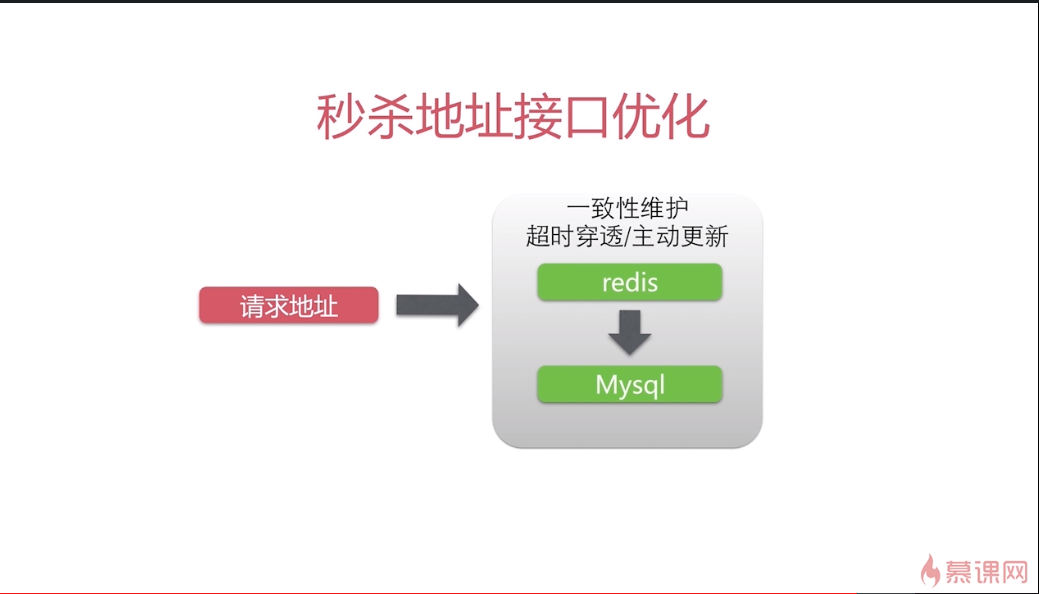 秒杀地址接口优化
一致性维护
超时穿透/主动更新
redis
请求地址
Mysql
慕课网